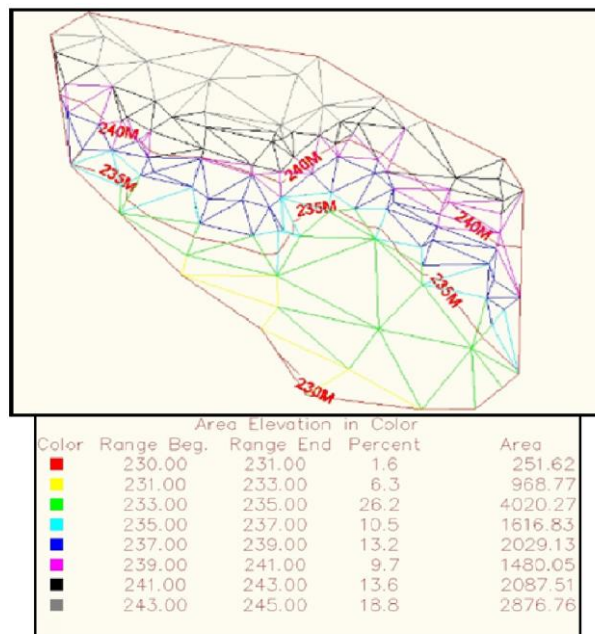 240M
240M
235M
235M
240M
235M
230M
Area Elevation in Color
Color Range Beg. Range End Percent Area
230.00 231.00 1.6 251.62
231.00 233.00 6.3 968.77
233.00 235.00 26.2 4020.27
235.00 237.00 10.5 1616.83
237.00 239.00 13.2 2029.13
239.00 241.00 9.7 1480.05
241.00 243.00 13.6 2087.51
243.00 245.00 18.8 2876.76